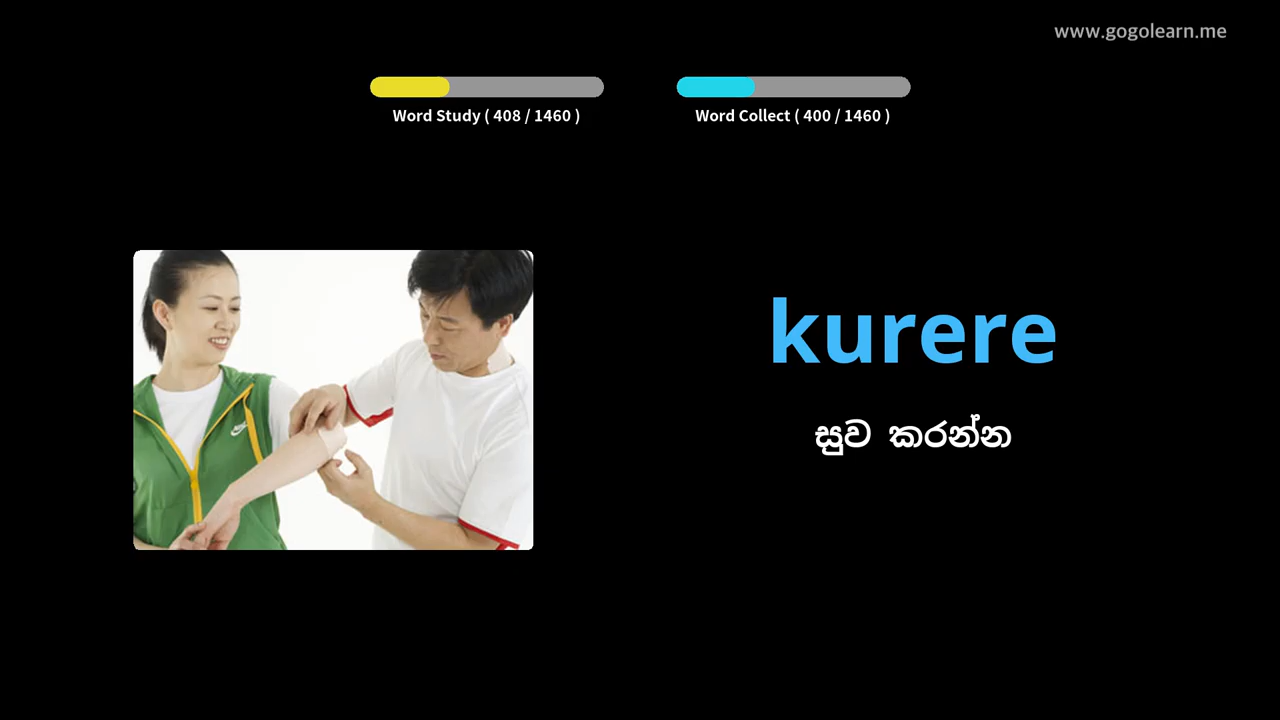 www.gogolearn.me
Word Study ( 408 / 1460 )
Word Collect ( 400 / 1460 )
kurere
සුව කරන්න